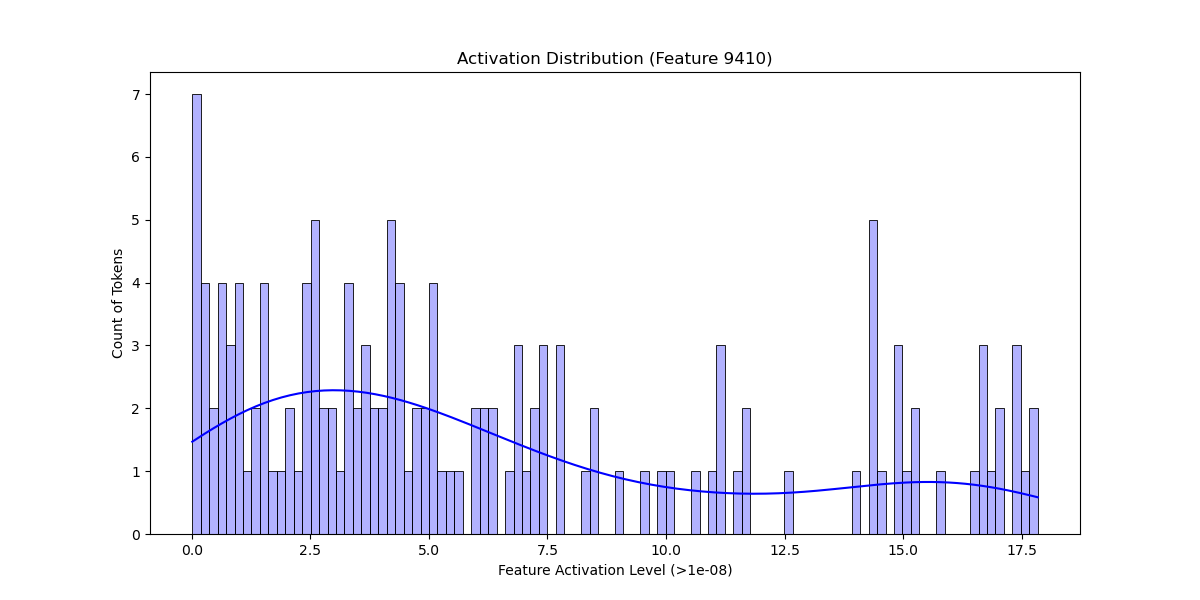 Activation Distribution (Feature 9410)
Count of Tokens
7
6
5
4
3
2
1
0
0.0 2.5 5.0 7.5 10.0 12.5 15.0 17.5
Feature Activation Level (>1e-08)